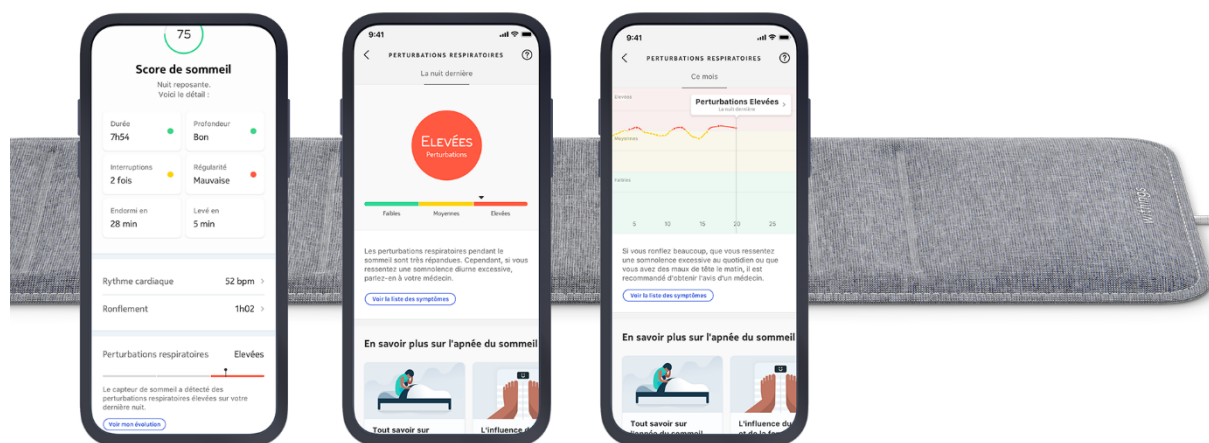 75
Score de sommeil
Nuit reposante.
Voici le détail :
Durée
7h54
Profondeur
Bon
Interruptions
2 fois
Régularité
Mauvaise
Endormi en
28 min
Levé en
5 min
Rythme cardiaque
52 bpm
Ronflement
1h02
Perturbations respiratoires
Elevées
Le capteur de sommeil a détecté des
perturbations respiratoires élevées sur votre
dernière nuit.
Voir mon évolution
9:41
PERTURBATIONS RESPIRATOIRES
?
La nuit dernière
ELEVÉES
Perturbations
Faibles
Moyennes
Elevées
Les perturbations respiratoires pendant le
sommeil sont très répandues. Cependant, si vous
ressentez une somnolence diurne excessive,
parlez-en à votre médecin.
Voir la liste des symptômes
En savoir plus sur l'apnée du sommeil
Tout savoir sur
L'influence du
9:41
PERTURBATIONS RESPIRATOIRES
?
Ce mois
Elevées
Perturbations Elevées
La nuit dernière
Moyennes
Faibles
5 10 15 20 25
Si vous ronflez beaucoup, que vous ressentez
une somnolence excessive au quotidien ou que
vous avez des maux de tête le matin, il est
recommandé d'obtenir l'avis d'un médecin.
Voir la liste des symptômes
En savoir plus sur l'apnée du sommeil
Tout savoir sur
l'apnée du sommeil
L'influence du
et de la
WITHINGS